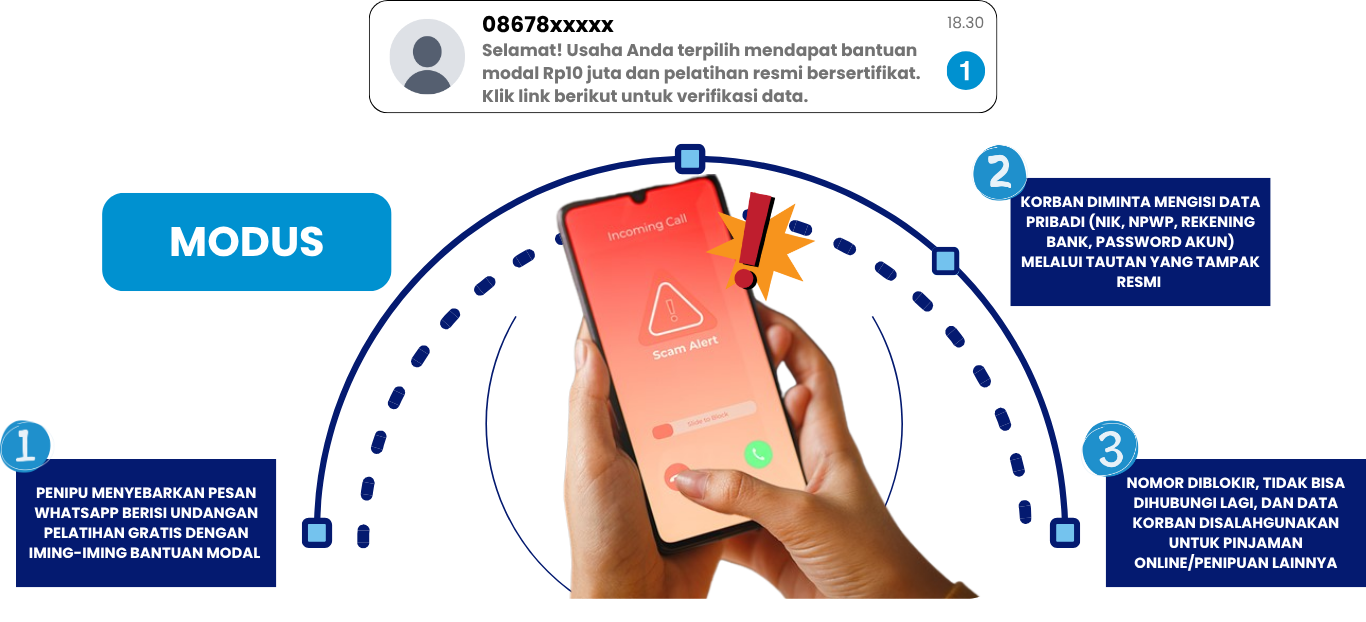 08678xxxxx
18.30
Selamat! Usaha Anda terpilih mendapat bantuan
modal Rp10 juta dan pelatihan resmi bersertifikat.
Klik link berikut untuk verifikasi data.
1
MODUS
Incoming Call
!
Scam Alert
Slide to Block
1
PENIPU MENYEBARKAN PESAN
WHATSAPP BERISI UNDANGAN
PELATIHAN GRATIS DENGAN
IMING-IMING BANTUAN MODAL
2
KORBAN DIMINTA MENGISI DATA
PRIBADI (NIK, NPWP, REKENING
BANK, PASSWORD AKUN)
MELALUI TAUTAN YANG TAMPAK
RESMI
3
NOMOR DIBLOKIR, TIDAK BISA
DIHUBUNGI LAGI, DAN DATA
KORBAN DISALAHGUNAKAN
UNTUK PINJAMAN
ONLINE/PENIPUAN LAINNYA